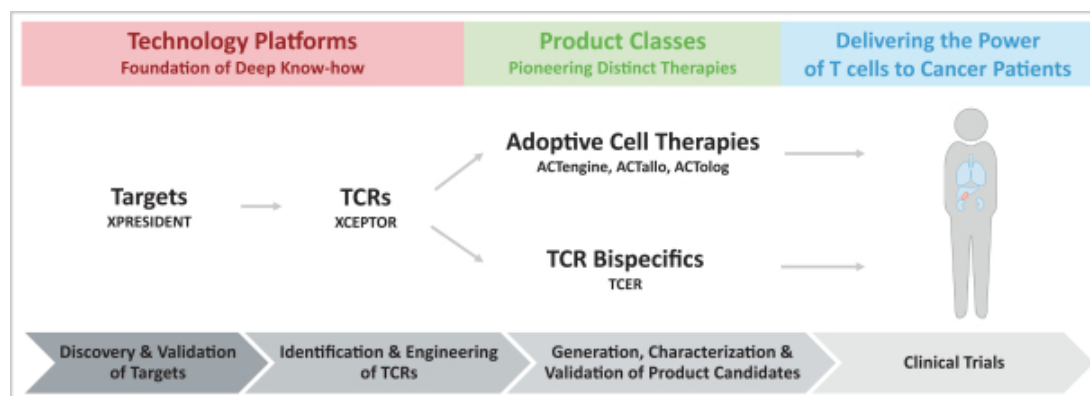 Technology Platforms
Foundation of Deep Know-how
Product Classes
Pioneering Distinct Therapies
Delivering the Power
of T cells to Cancer Patients
Adoptive Cell Therapies
ACTengine, ACTallo, ACTolog
Targets
XPRESIDENT
TCRs
XCEPTOR
TCR Bispecifics
TCER
Discovery & Validation
of Targets
Identification & Engineering
of TCRs
Generation, Characterization &
Validation of Product Candidates
Clinical Trials